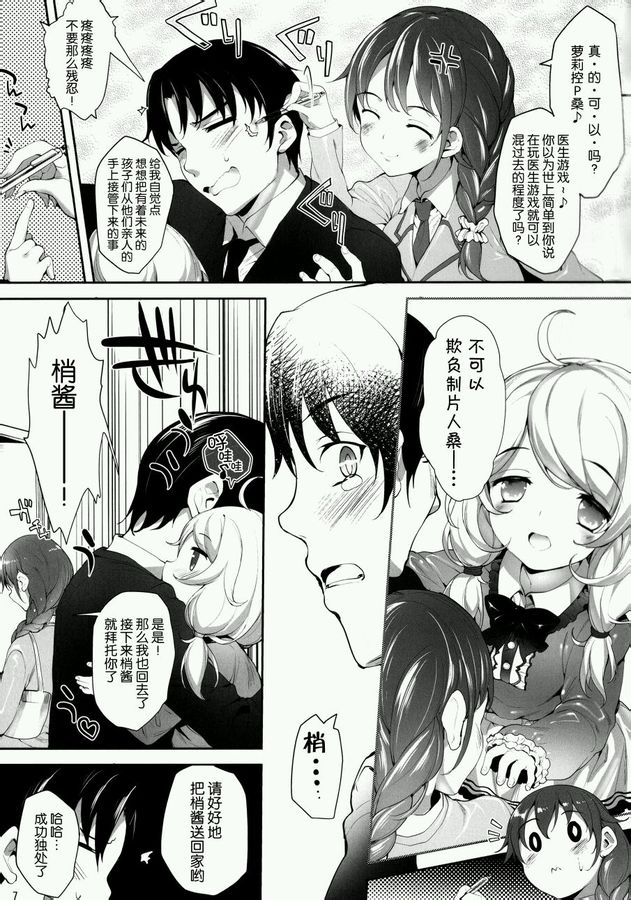 真・的・可・以・吗?
萝莉控P桑♪
医生游戏~♪
你以为世上简单到你说
在玩医生游戏就可以
混过去的程度了吗?
疼疼疼疼
不要那么残忍!
给我自觉点
想想把有着未来的
孩子们从他们亲人的
手上接管下来的事
不可以
欺负制片人桑——…
梢・・・
梢酱
——!
呼哇哇
是是!
那么我也回去了
接下来梢酱
就拜托你了
请好好地
把梢酱送回家哟
哈哈…
成功独处了
7